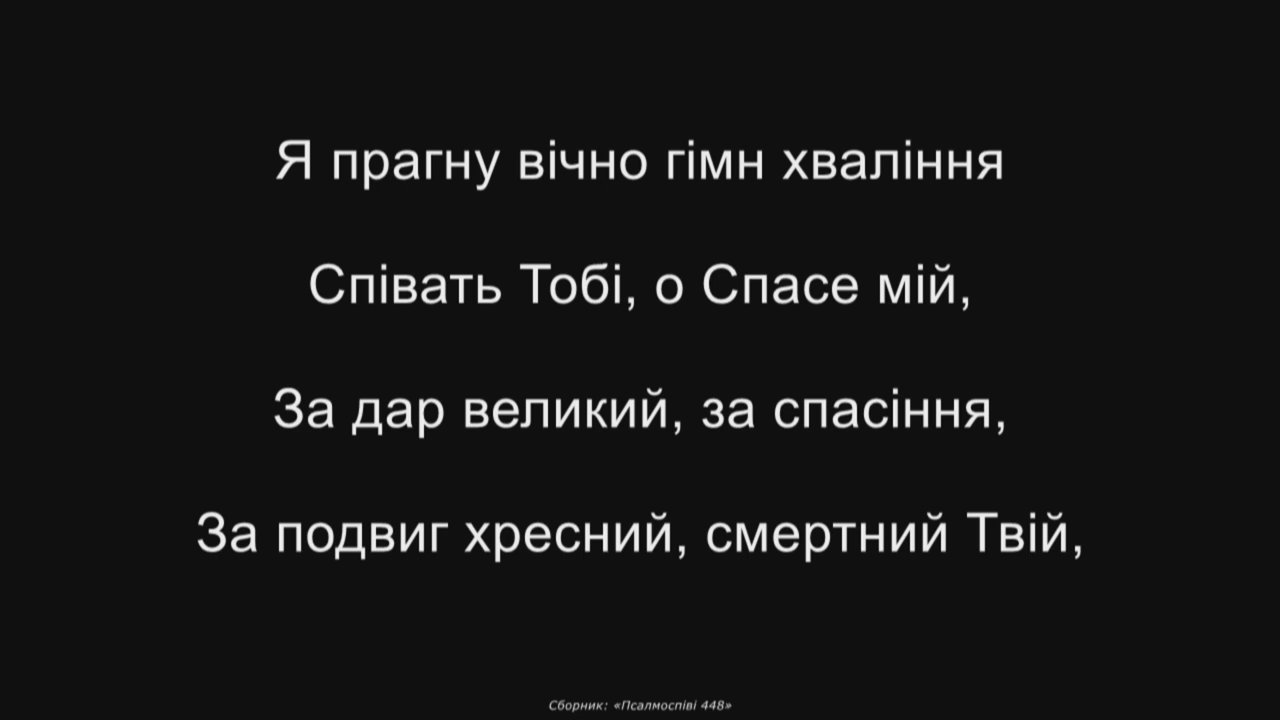 Я прагну вічно гімн хваління
Співать Тобі, о Спасе мій,
За дар великий, за спасіння,
За подвиг хресний, смертний Твій,
Сборник: «Псалмоспіві 448»